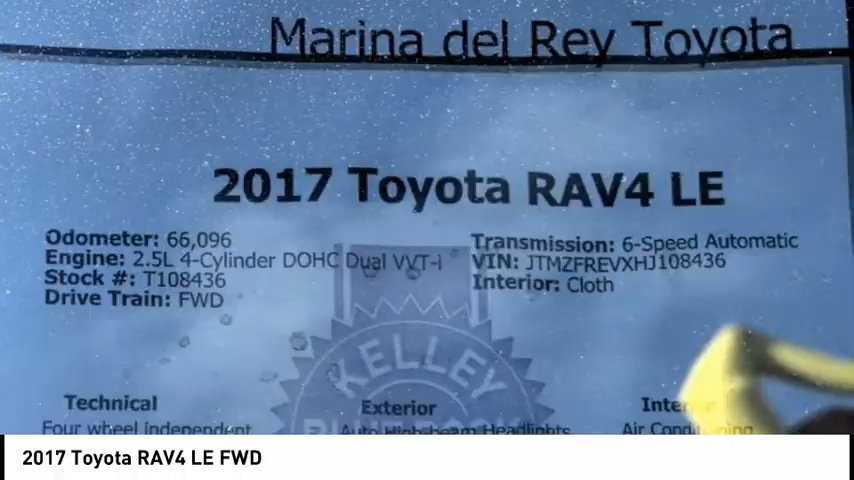 Marina del Rey Toyota
2017 Toyota RAV4 LE
Odometer: 66,096
Engine: 2.5L 4-Cylinder DOHC Dual VVT-i
Stock #: T108436
Drive Train: FWD
Transmission: 6-Speed Automatic
VIN: JTMZFREVXHJ108436
Interior: Cloth
KELLEY
Technical
Four wheel independent
Exterior
Auto High-beam Headlights
Air Conditioning
2017 Toyota RAV4 LE FWD